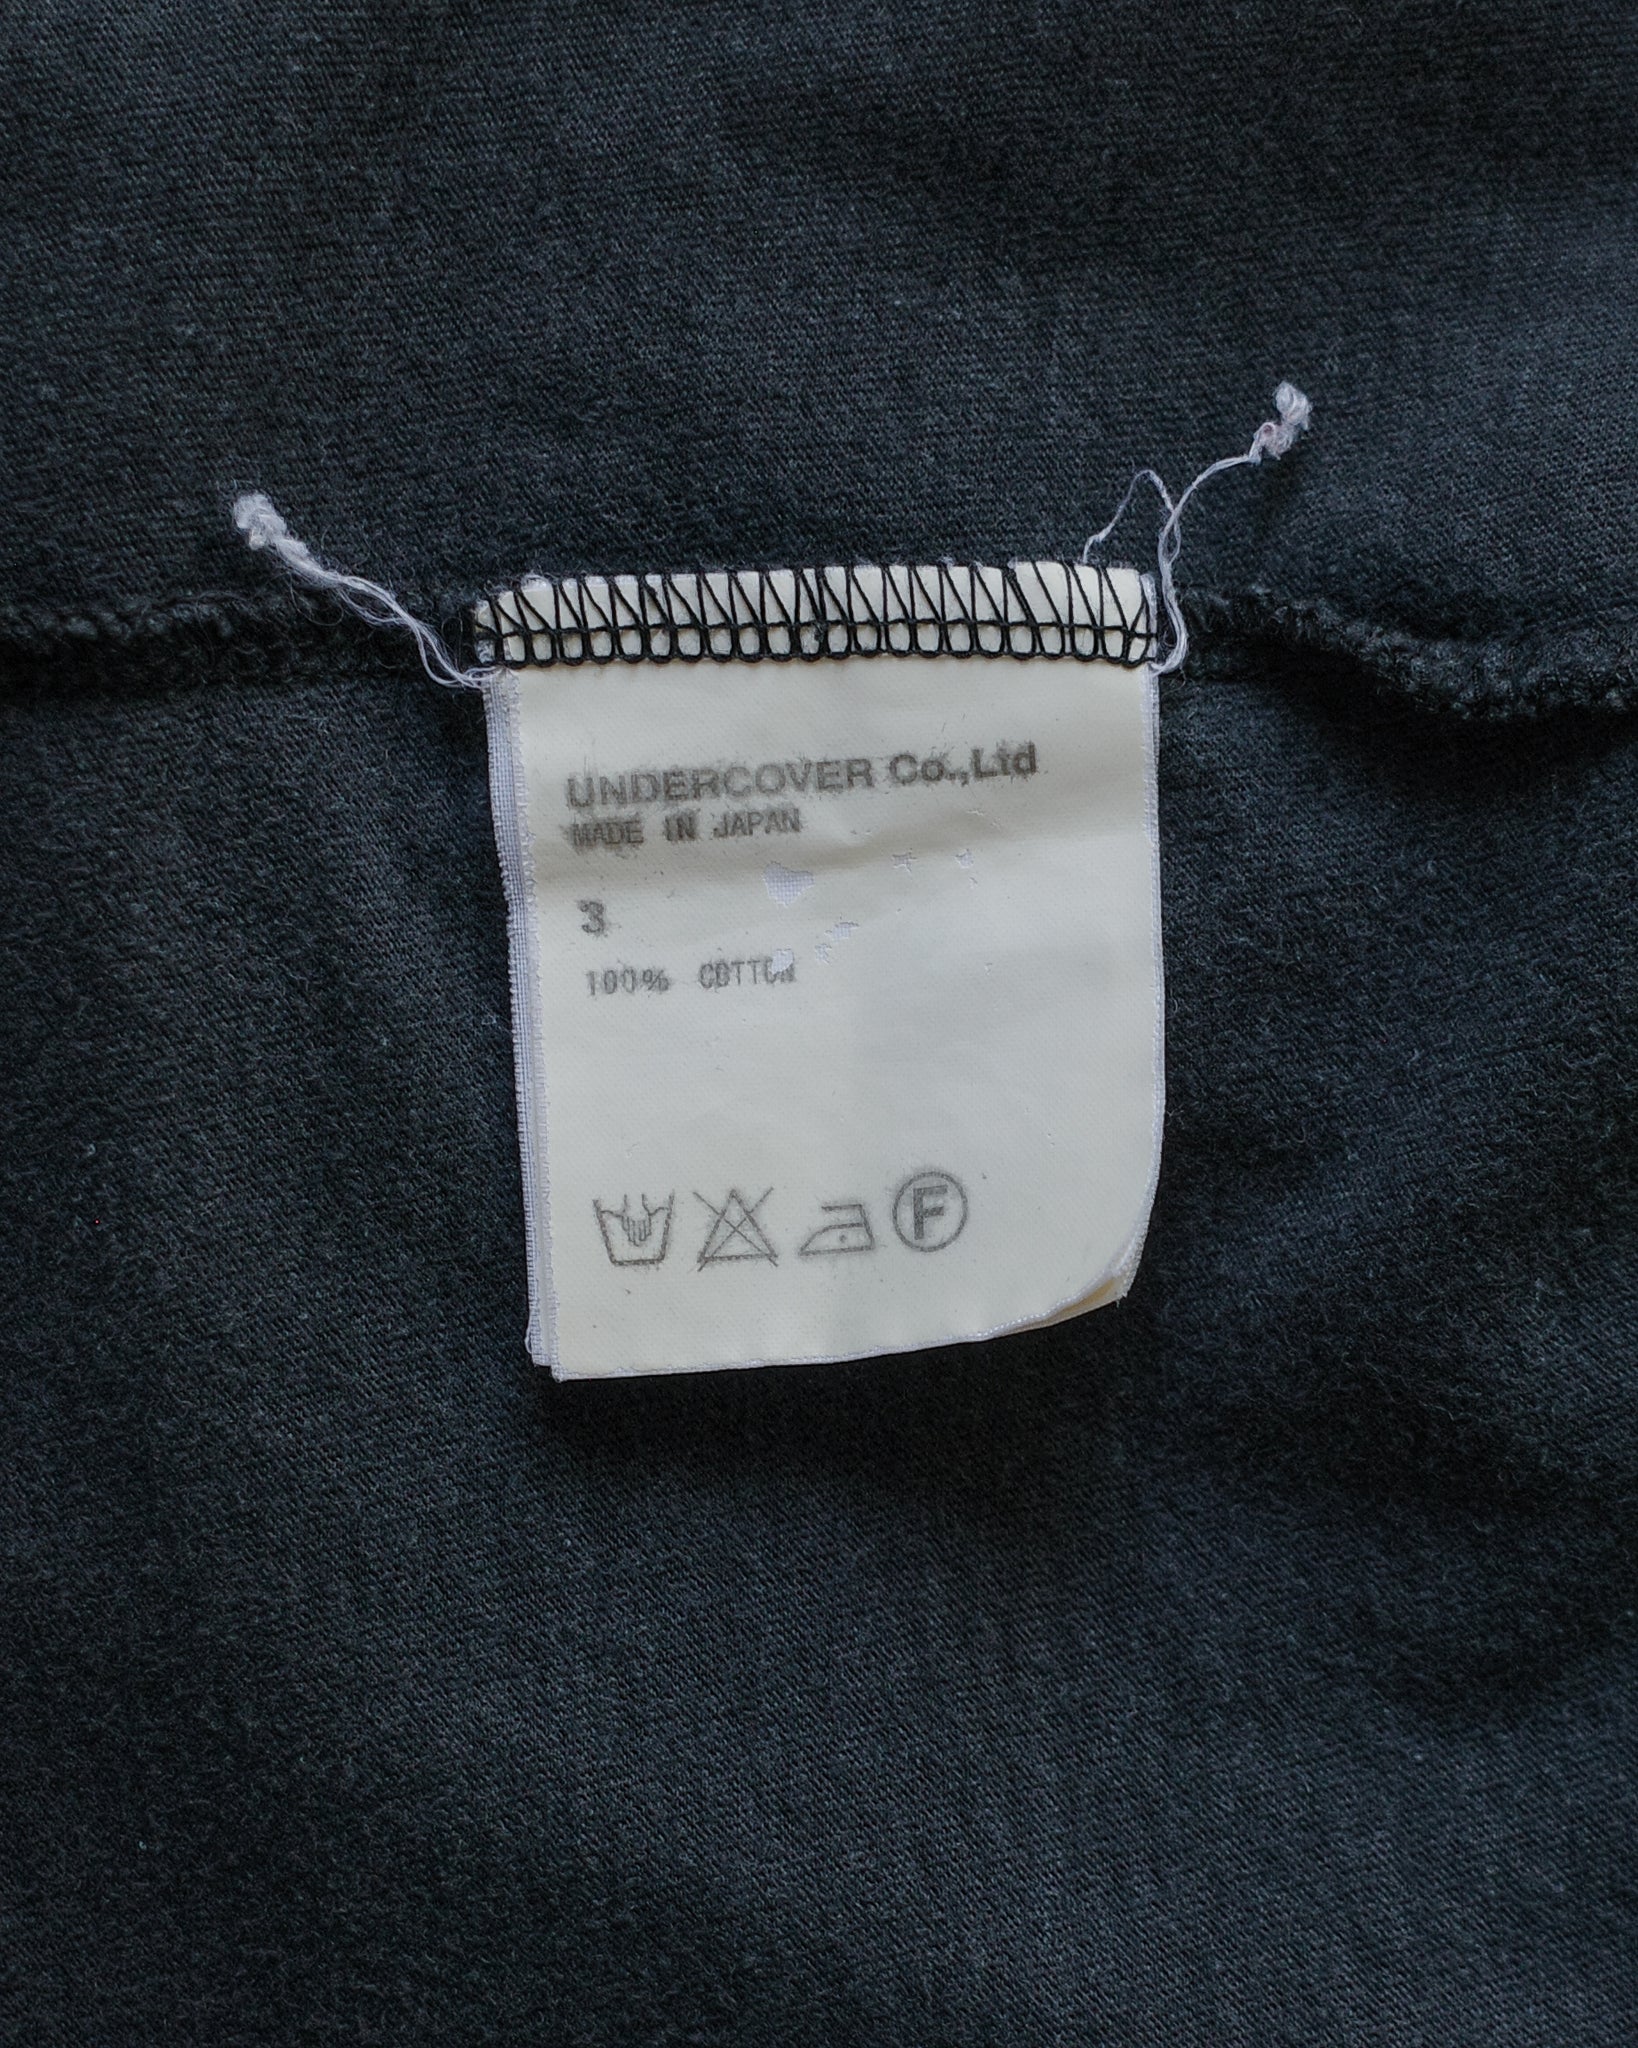 UNDERCOVER Co.,Ltd
MADE IN JAPAN
3
100% COTTON
F